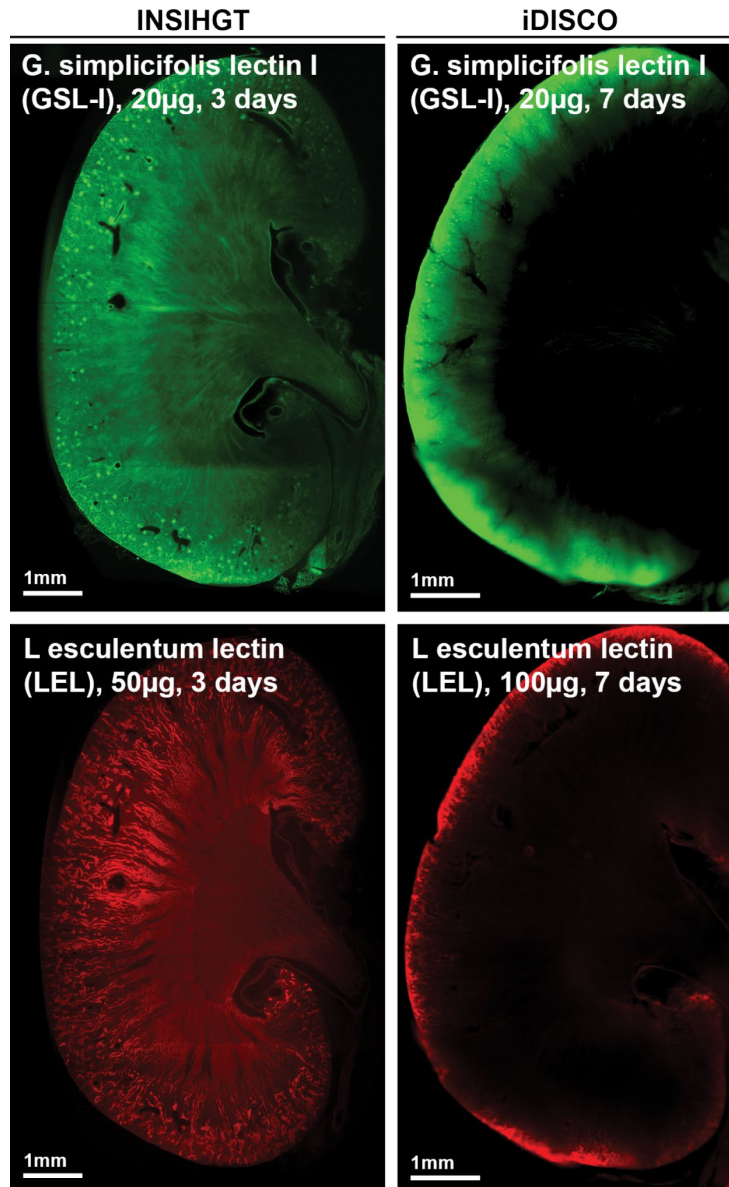 INSIHGT
iDISCO
G. simplicifolis lectin I
(GSL-I), 20µg, 3 days
1mm
G. simplicifolis lectin I
(GSL-I), 20µg, 7 days
1mm
L esculentum lectin
(LEL), 50µg, 3 days
1mm
L esculentum lectin
(LEL), 100µg, 7 days
1mm